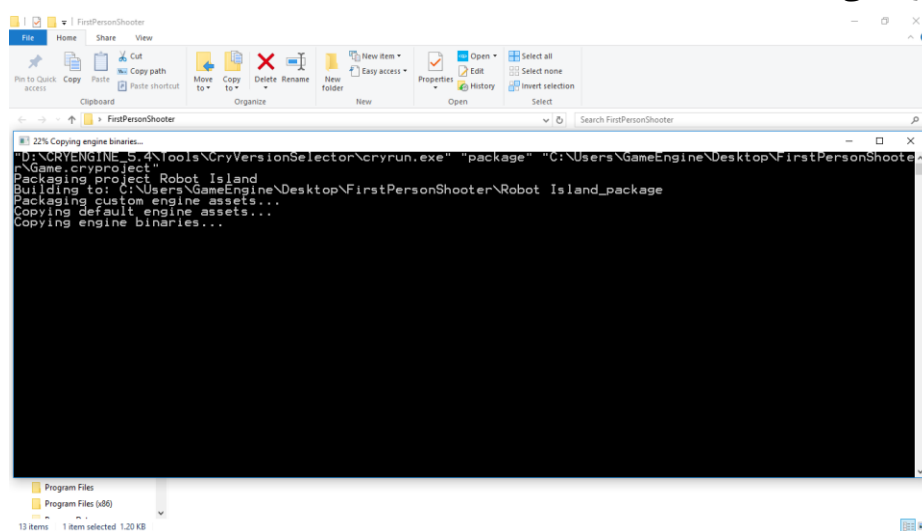 FirstPersonShooter
File Home Share View
Pin to Quick access
Copy
Paste
Cut
Copy path
Paste shortcut
Clipboard
Move to
Copy to
Delete
Rename
Organize
New folder
New item
Easy access
New
Properties
Open
Edit
History
Open
Select all
Select none
Invert selection
Select
FirstPersonShooter
Search FirstPersonShooter
22% Copying engine binaries...
"D:\CRYENGINE_5.4\Tools\CryVersionSelector\cryrun.exe" "package" "C:\Users\GameEngine\Desktop\FirstPersonShoote
r\Game.cryproject"
Packaging project Robot Island
Building to: C:\Users\GameEngine\Desktop\FirstPersonShooter\Robot Island_package
Packaging custom engine assets...
Copying default engine assets...
Copying engine binaries...
Program Files
Program Files (x86)
13 items 1 item selected 1.20 KB